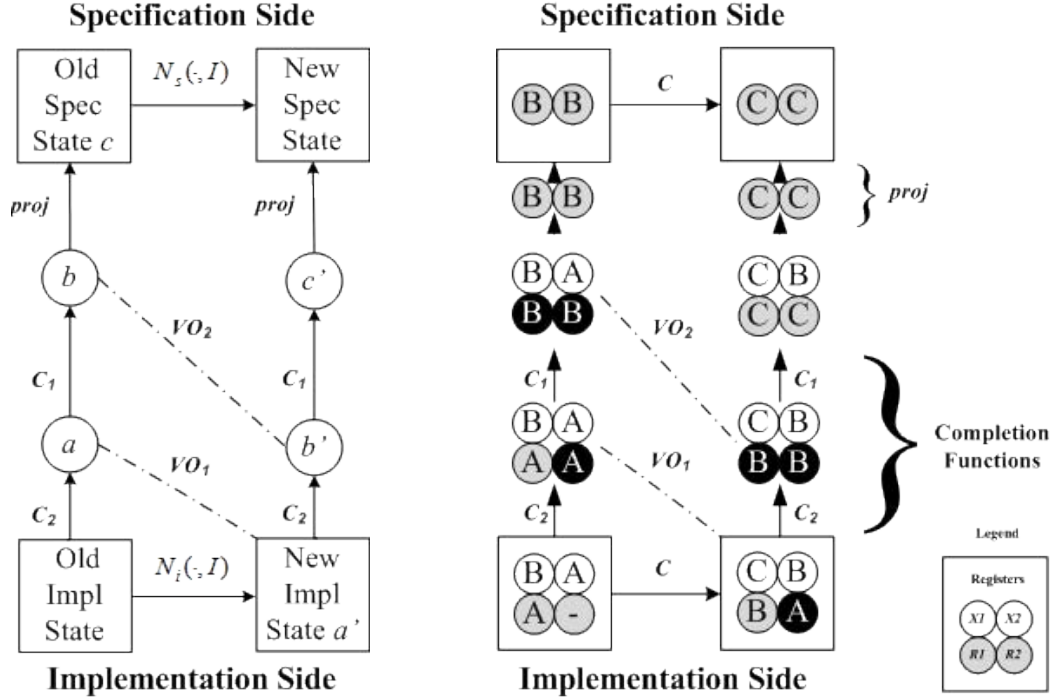 Specification Side
Old
Spec
State c
N_s(·, I)
New
Spec
State
proj
proj
b
c’
VO₂
C₁
C₁
a
b’
VO₁
C₂
C₂
Old
Impl
State
N_i(·, I)
New
Impl
State a’
Implementation Side
Specification Side
B B
C
C C
B B
C C
proj
B A
B B
C B
C C
VO₂
C₁
C₁
B A
A A
C B
B B
VO₁
C₂
C₂
Completion
Functions
B A
A -
C
C B
B A
Implementation Side
Legend
Registers
X1 X2
R1 R2